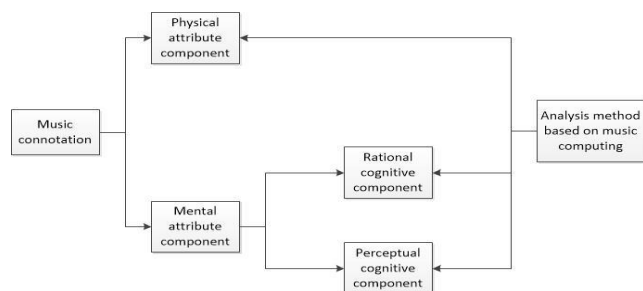 Physical
attribute
component
Music
connotation
Analysis method
based on music
computing
Rational
cognitive
component
Mental
attribute
component
Perceptual
cognitive
component